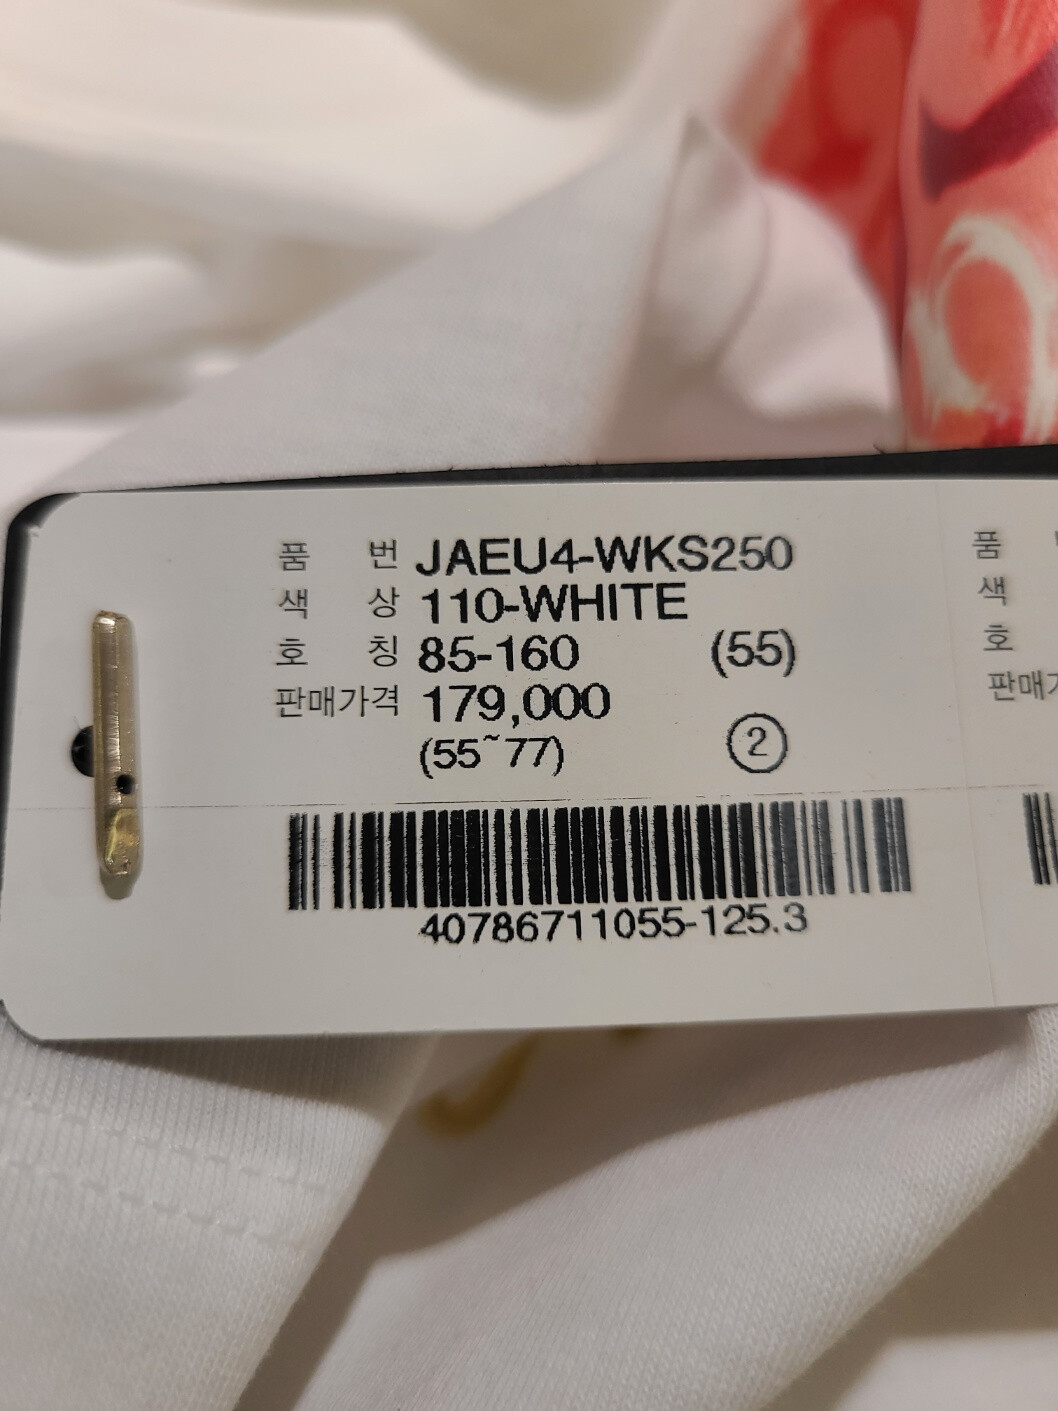 품 번 JAEU4-WKS250
색 상 110-WHITE
호 칭 85-160 (55)
판매가격 179,000
(55~77) ②
40786711055-125.3
품
색
호
판매가